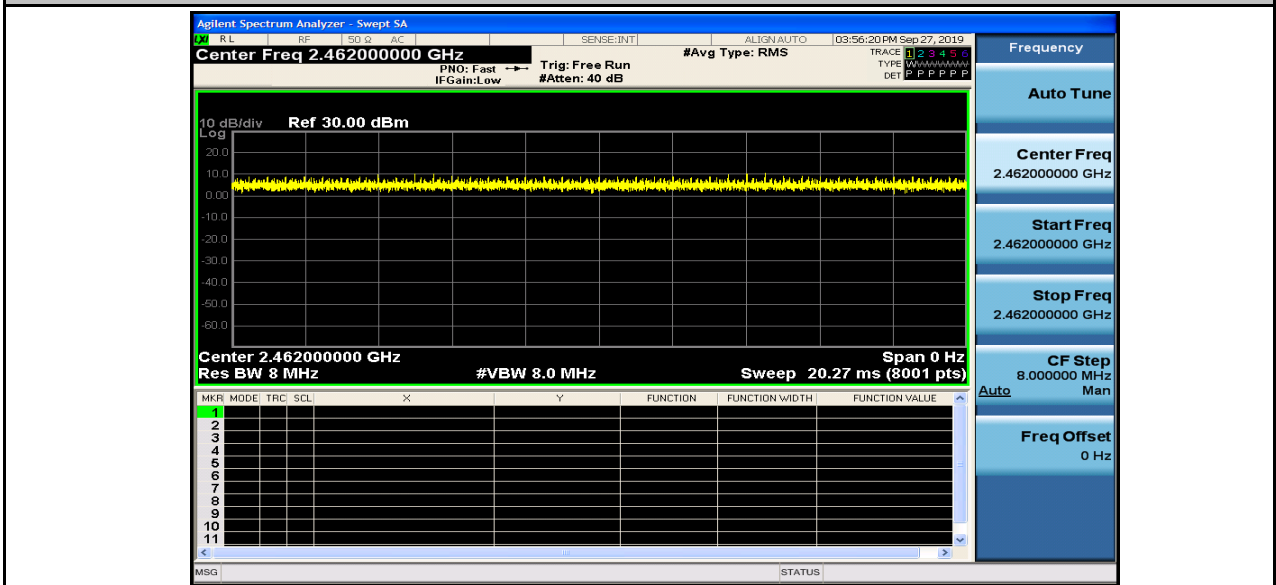 Agilent Spectrum Analyzer - Swept SA
LXI RL RF 50 Ω AC SENSE:INT ALIGN AUTO 03:56:20 PM Sep 27, 2019
Center Freq 2.462000000 GHz
PNO: Fast
IFGain:Low
Trig: Free Run
#Atten: 40 dB
#Avg Type: RMS
TRACE 1 2 3 4 5 6
TYPE
DET P P P P P P
10 dB/div Ref 30.00 dBm
Log
20.0
10.0
0.00
-10.0
-20.0
-30.0
-40.0
-50.0
-60.0
Center 2.462000000 GHz Span 0 Hz
Res BW 8 MHz #VBW 8.0 MHz Sweep 20.27 ms (8001 pts)
MKR MODE TRC SCL X Y FUNCTION FUNCTION WIDTH FUNCTION VALUE
1
2
3
4
5
6
7
8
9
10
11
MSG STATUS
Frequency
Auto Tune
Center Freq
2.462000000 GHz
Start Freq
2.462000000 GHz
Stop Freq
2.462000000 GHz
CF Step
8.000000 MHz
Auto Man
Freq Offset
0 Hz